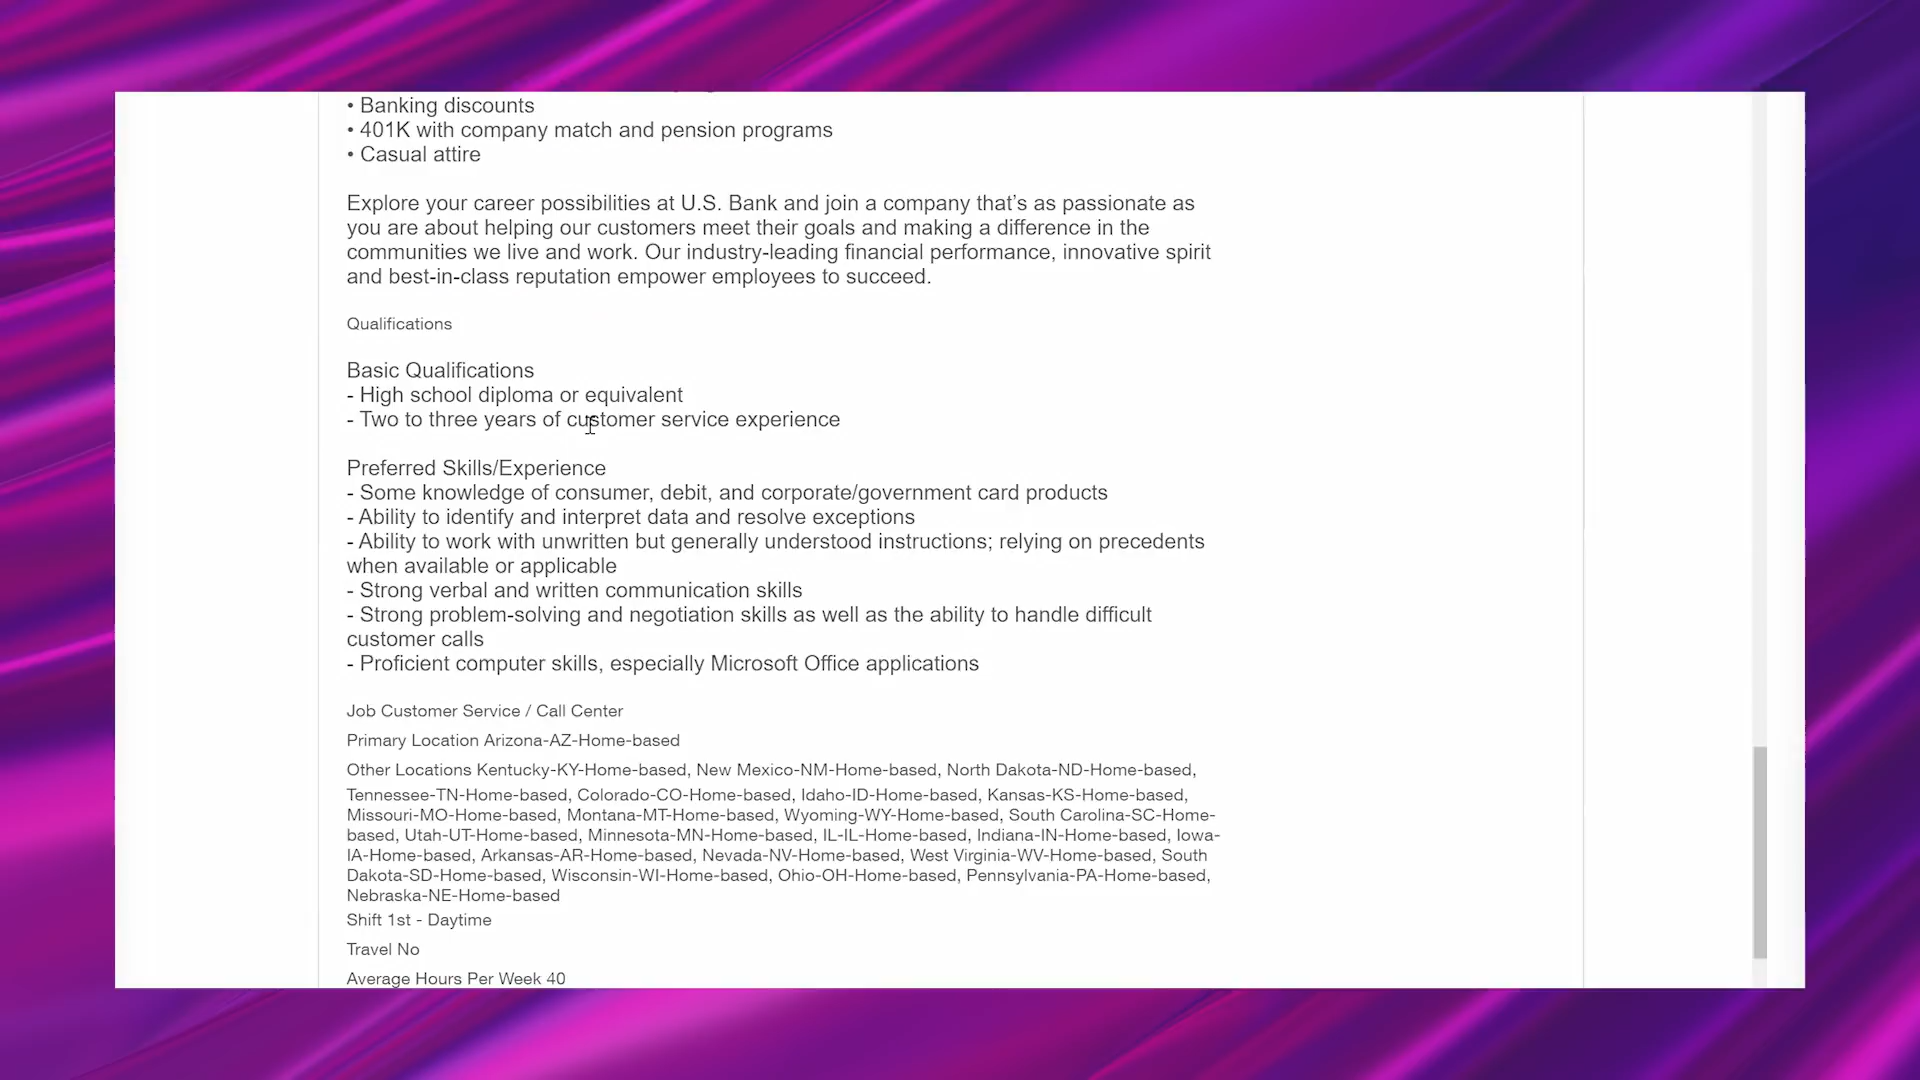 • Banking discounts
• 401K with company match and pension programs
• Casual attire
Explore your career possibilities at U.S. Bank and join a company that’s as passionate as
you are about helping our customers meet their goals and making a difference in the
communities we live and work. Our industry-leading financial performance, innovative spirit
and best-in-class reputation empower employees to succeed.
Qualifications
Basic Qualifications
- High school diploma or equivalent
- Two to three years of customer service experience
Preferred Skills/Experience
- Some knowledge of consumer, debit, and corporate/government card products
- Ability to identify and interpret data and resolve exceptions
- Ability to work with unwritten but generally understood instructions; relying on precedents
when available or applicable
- Strong verbal and written communication skills
- Strong problem-solving and negotiation skills as well as the ability to handle difficult
customer calls
- Proficient computer skills, especially Microsoft Office applications
Job Customer Service / Call Center
Primary Location Arizona-AZ-Home-based
Other Locations Kentucky-KY-Home-based, New Mexico-NM-Home-based, North Dakota-ND-Home-based,
Tennessee-TN-Home-based, Colorado-CO-Home-based, Idaho-ID-Home-based, Kansas-KS-Home-based,
Missouri-MO-Home-based, Montana-MT-Home-based, Wyoming-WY-Home-based, South Carolina-SC-Home-
based, Utah-UT-Home-based, Minnesota-MN-Home-based, IL-IL-Home-based, Indiana-IN-Home-based, Iowa-
IA-Home-based, Arkansas-AR-Home-based, Nevada-NV-Home-based, West Virginia-WV-Home-based, South
Dakota-SD-Home-based, Wisconsin-WI-Home-based, Ohio-OH-Home-based, Pennsylvania-PA-Home-based,
Nebraska-NE-Home-based
Shift 1st - Daytime
Travel No
Average Hours Per Week 40